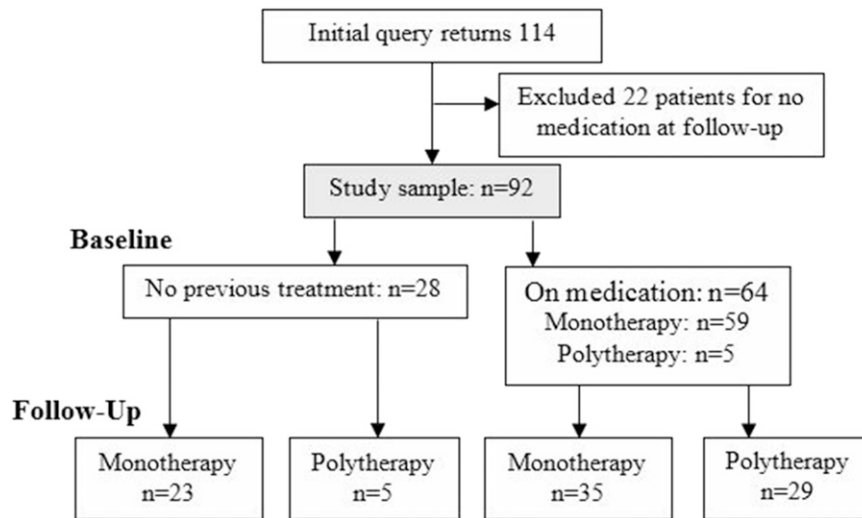 Initial query returns 114
Excluded 22 patients for no
medication at follow-up
Study sample: n=92
Baseline
No previous treatment: n=28
On medication: n=64
Monotherapy: n=59
Polytherapy: n=5
Follow-Up
Monotherapy
n=23
Polytherapy
n=5
Monotherapy
n=35
Polytherapy
n=29